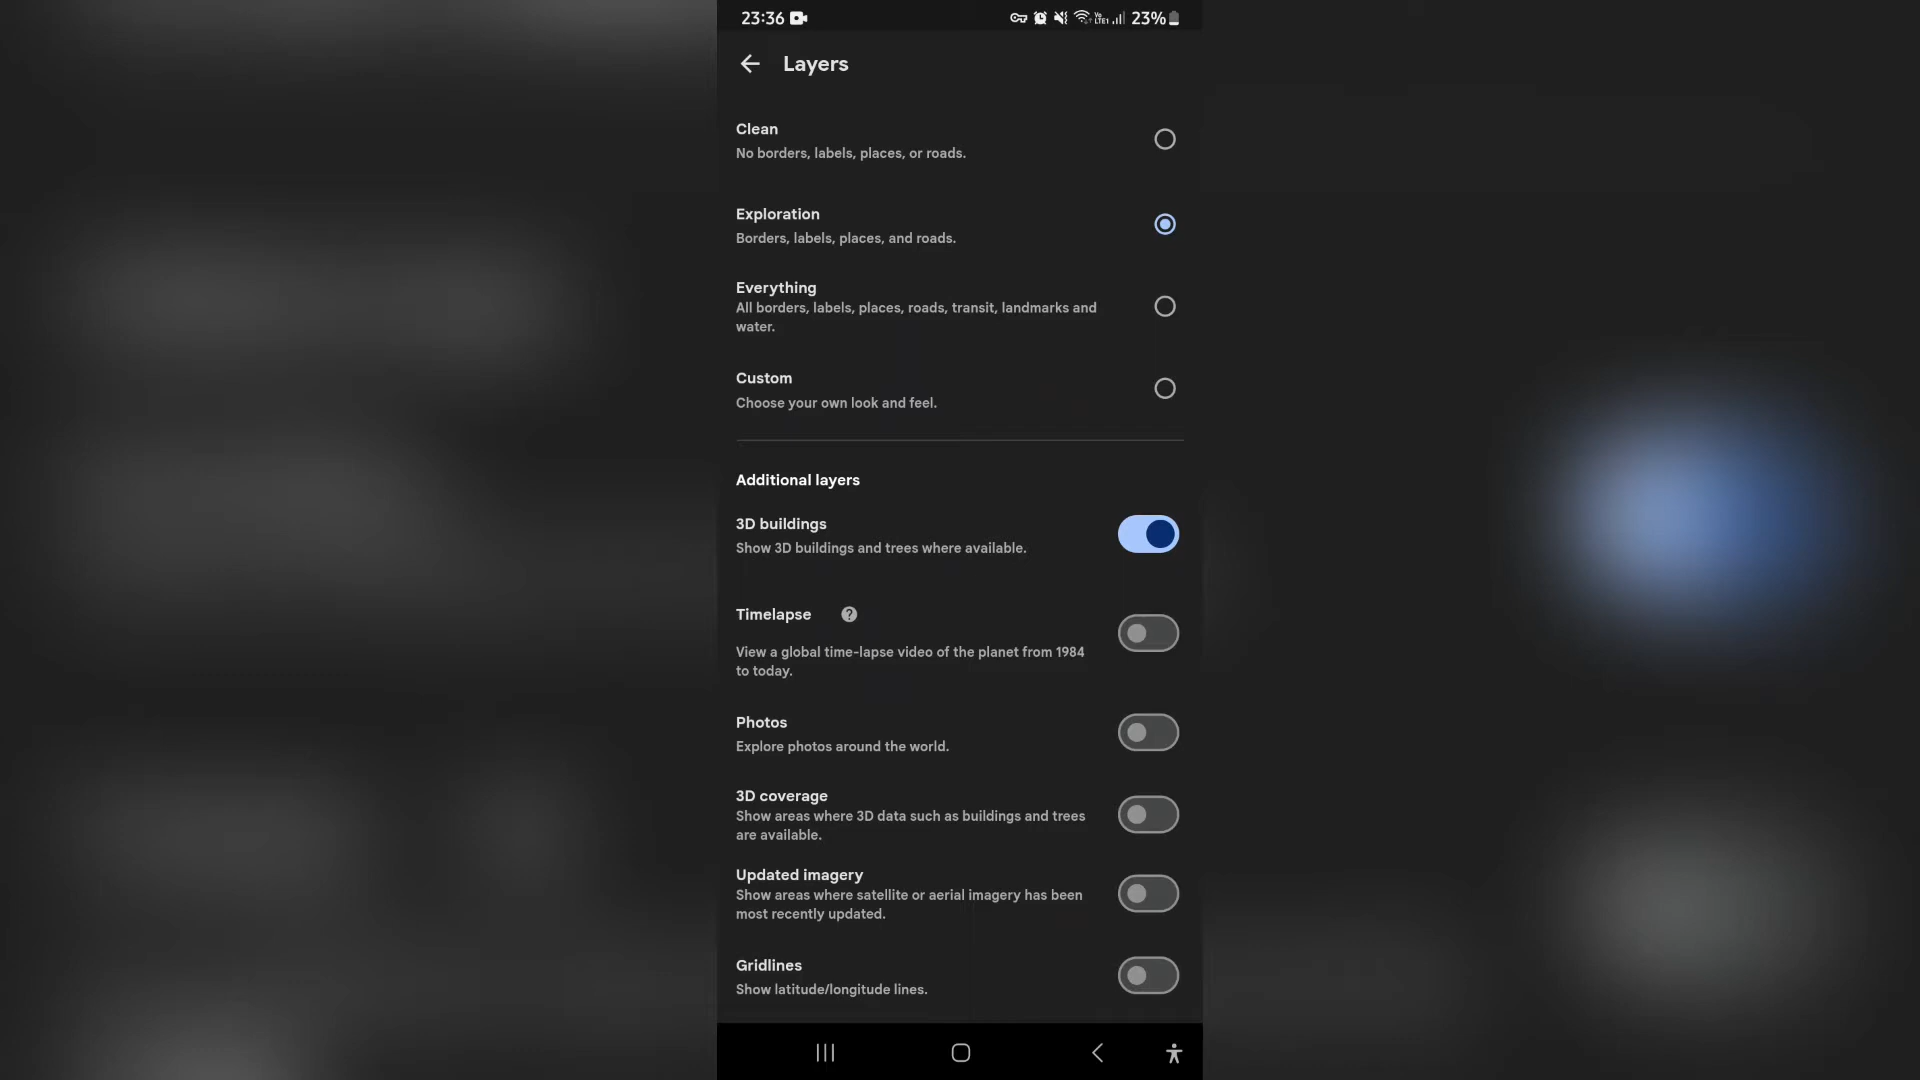 23:36
23%
Layers
Clean
No borders, labels, places, or roads.
Exploration
Borders, labels, places, and roads.
Everything
All borders, labels, places, roads, transit, landmarks and
water.
Custom
Choose your own look and feel.
Additional layers
3D buildings
Show 3D buildings and trees where available.
Timelapse ?
View a global time-lapse video of the planet from 1984
to today.
Photos
Explore photos around the world.
3D coverage
Show areas where 3D data such as buildings and trees
are available.
Updated imagery
Show areas where satellite or aerial imagery has been
most recently updated.
Gridlines
Show latitude/longitude lines.